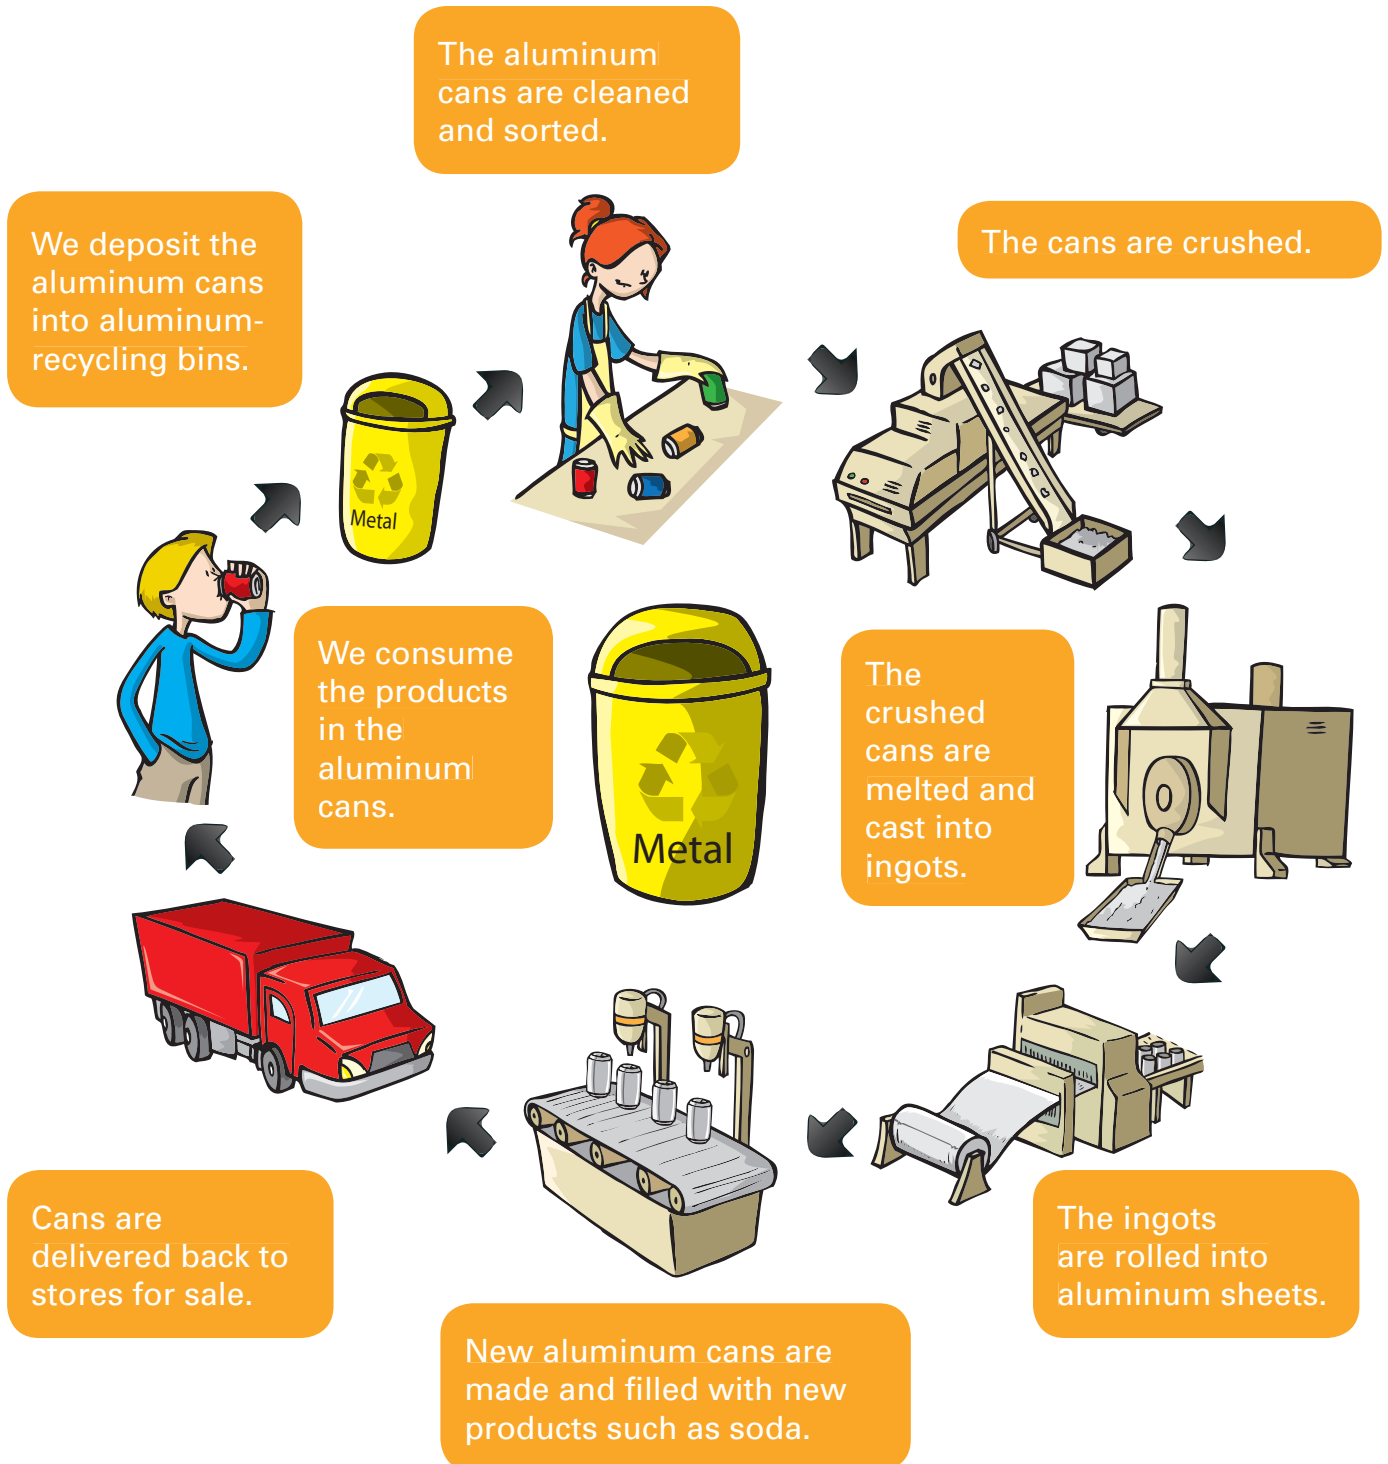 The aluminum
cans are cleaned
and sorted.
We deposit the
aluminum cans
into aluminum-
recycling bins.
The cans are crushed.
Metal
We consume
the products
in the
aluminum
cans.
Metal
The
crushed
cans are
melted and
cast into
ingots.
Cans are
delivered back to
stores for sale.
The ingots
are rolled into
aluminum sheets.
New aluminum cans are
made and filled with new
products such as soda.